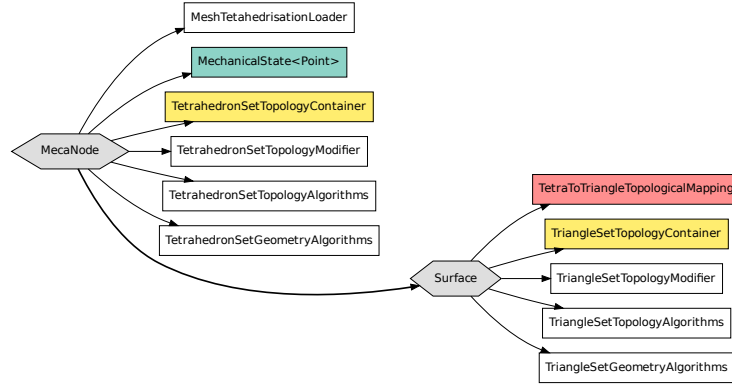 MeshTetahedrisationLoader
MechanicalState<Point>
TetrahedronSetTopologyContainer
MecaNode
TetrahedronSetTopologyModifier
TetrahedronSetTopologyAlgorithms
TetrahedronSetGeometryAlgorithms
TetraToTriangleTopologicalMapping
TriangleSetTopologyContainer
Surface
TriangleSetTopologyModifier
TriangleSetTopologyAlgorithms
TriangleSetGeometryAlgorithms